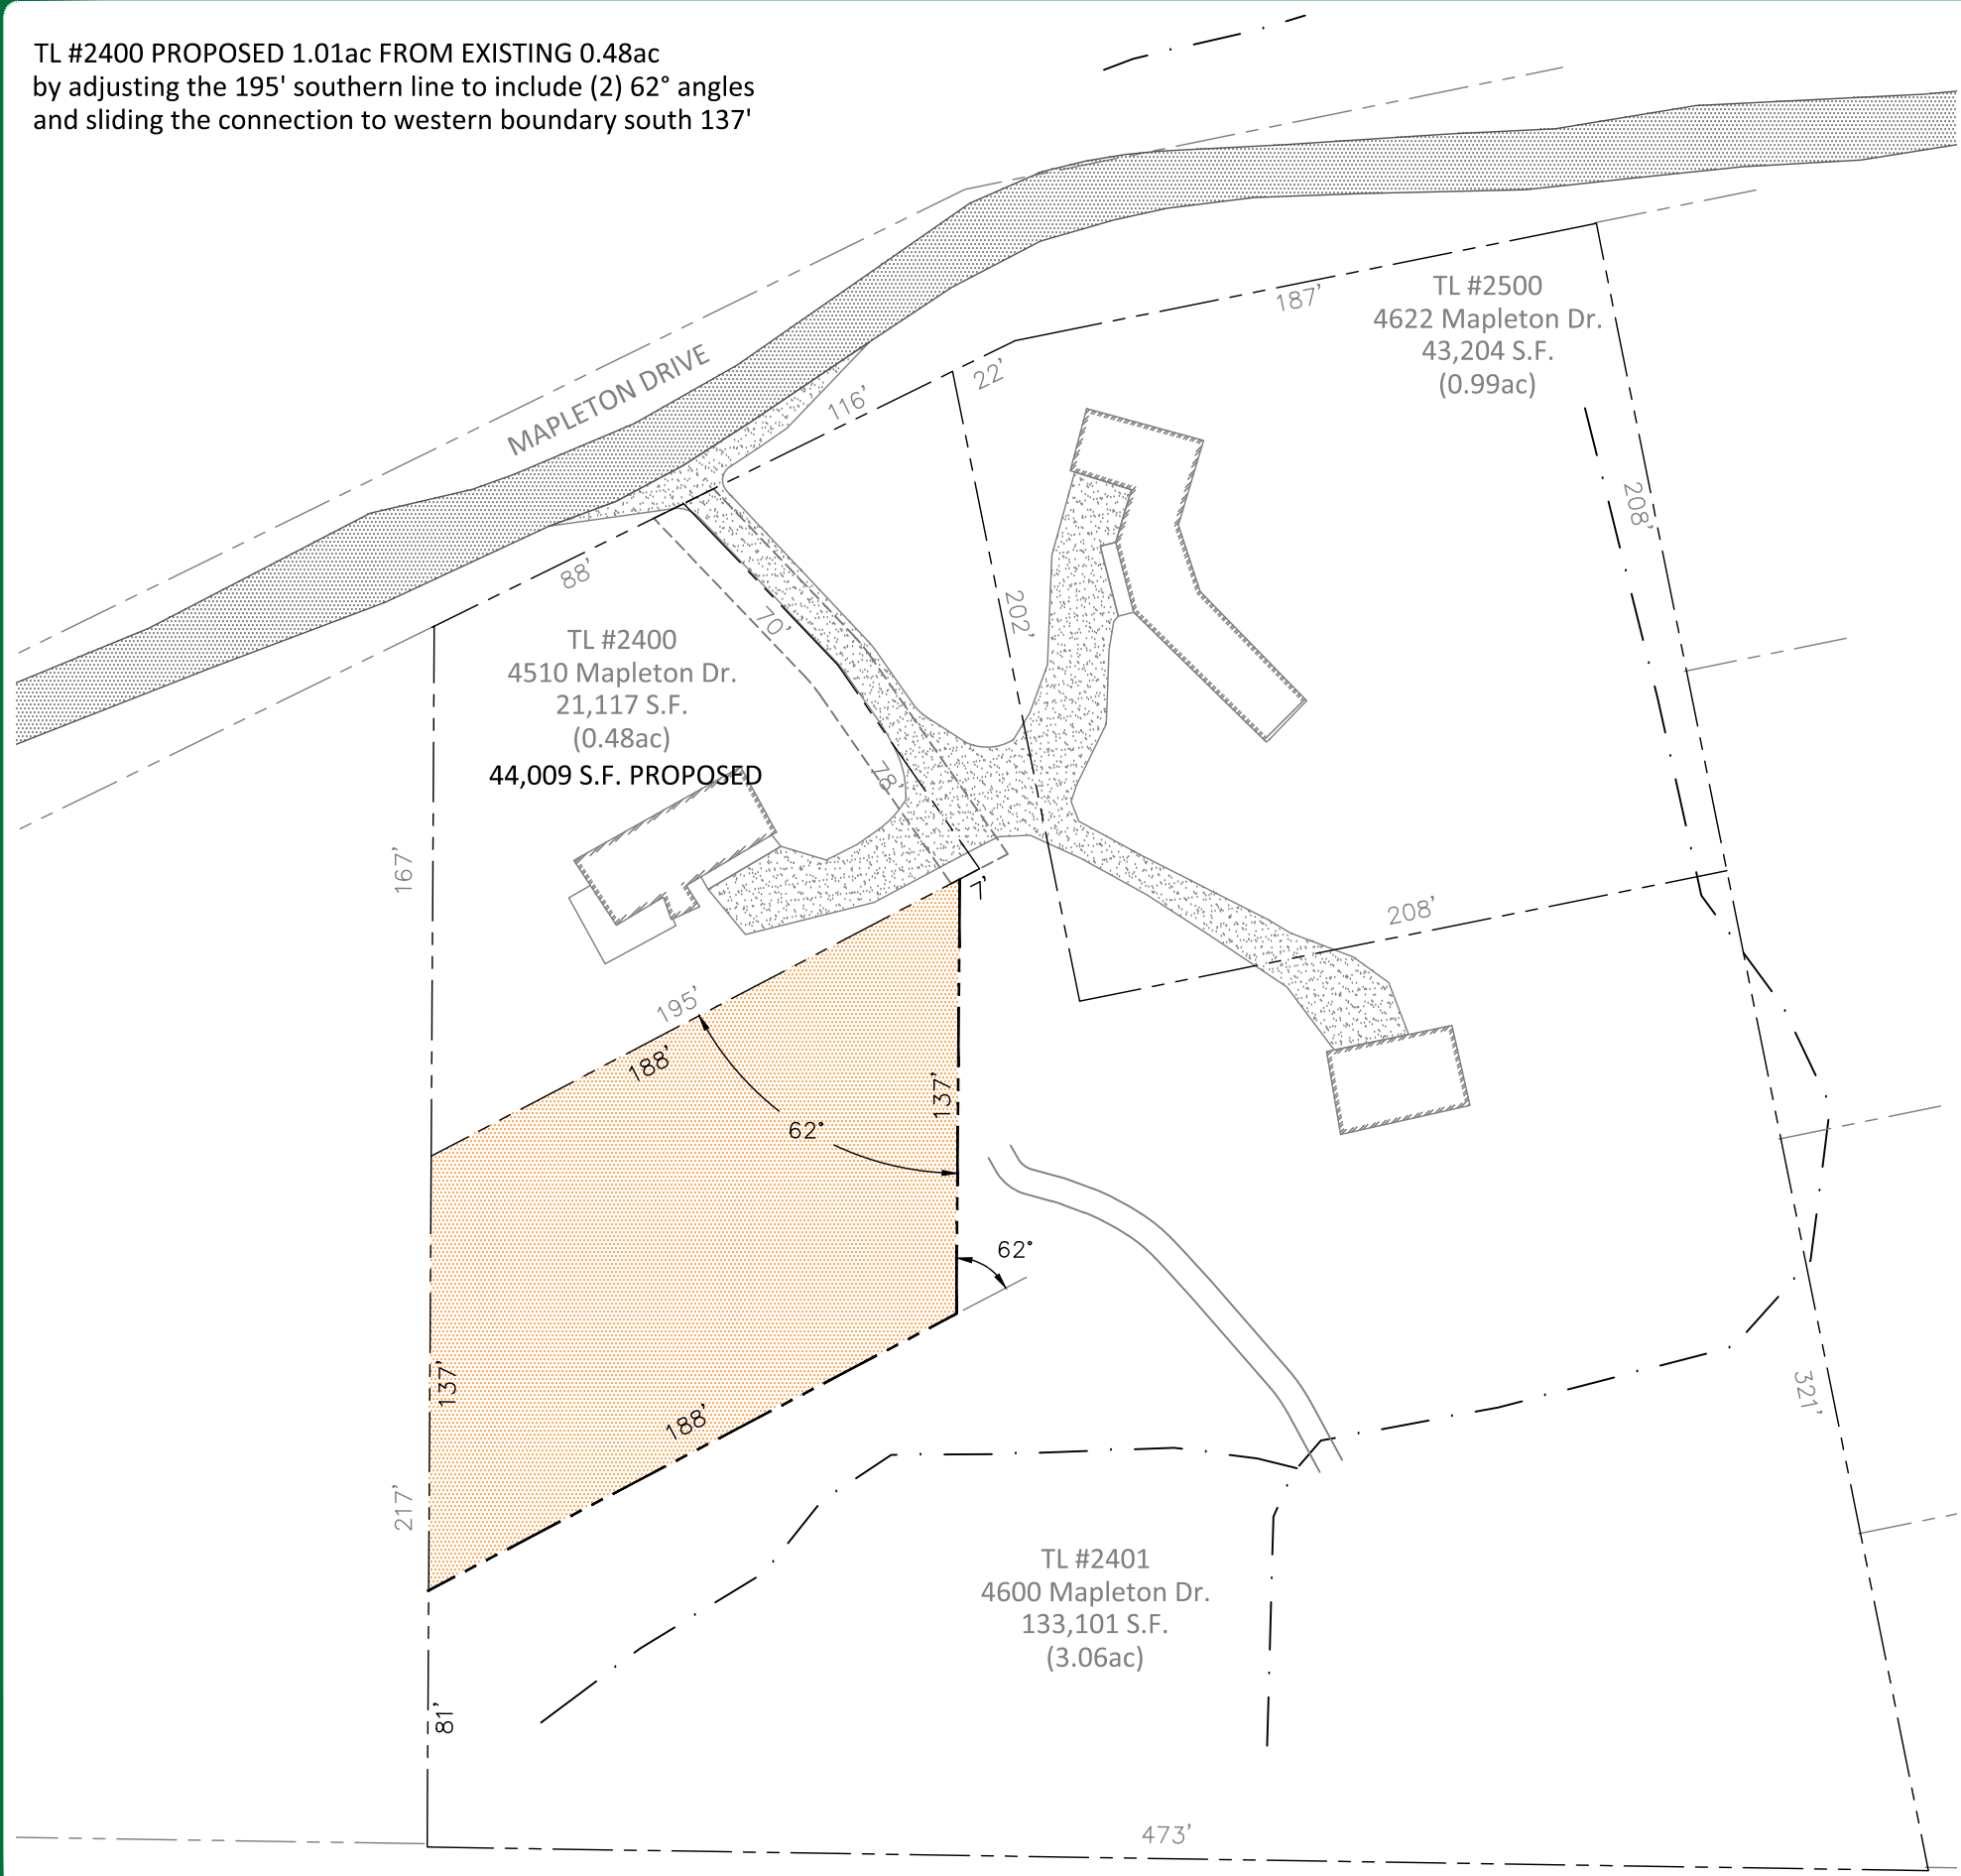 TL #2400 PROPOSED 1.01ac FROM EXISTING 0.48ac
by adjusting the 195' southern line to include (2) 62° angles
and sliding the connection to western boundary south 137'
MAPLETON DRIVE
116'
22'
187'
TL #2500
4622 Mapleton Dr.
43,204 S.F.
(0.99ac)
208'
88'
70'
202'
TL #2400
4510 Mapleton Dr.
21,117 S.F.
(0.48ac)
44,009 S.F. PROPOSED
78'
167'
7'
208'
195'
188'
137'
62°
62°
137'
188'
217'
321'
TL #2401
4600 Mapleton Dr.
133,101 S.F.
(3.06ac)
81'
473'